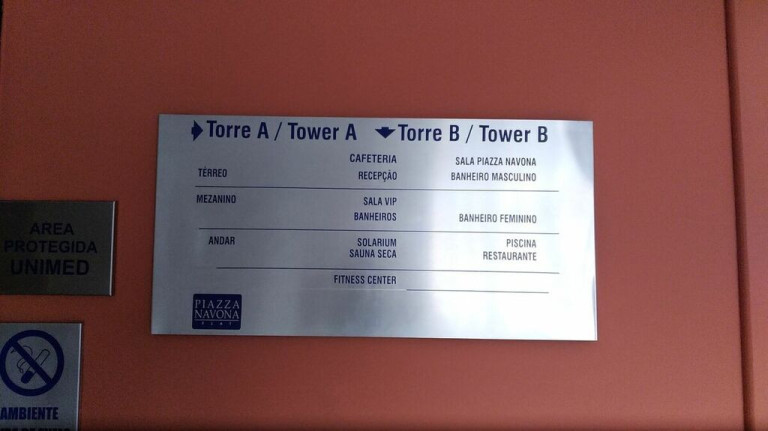 Torre A / Tower A Torre B / Tower B
CAFETERIA SALA PIAZZA NAVONA
TÉRREO RECEPÇÃO BANHEIRO MASCULINO
MEZANINO SALA VIP
BANHEIROS BANHEIRO FEMININO
ANDAR SOLARIUM PISCINA
SAUNA SECA RESTAURANTE
FITNESS CENTER
PIAZZA
NAVONA
FLAT
AREA
PROTEGIDA
UNIMED
AMBIENTE